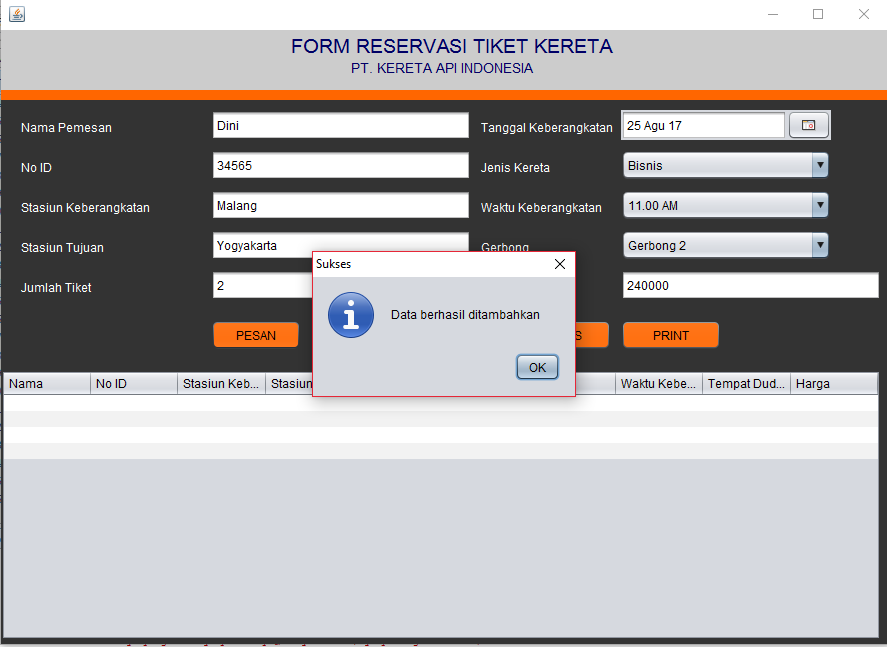 FORM RESERVASI TIKET KERETA
PT. KERETA API INDONESIA
Nama Pemesan
Dini
Tanggal Keberangkatan
25 Agu 17
No ID
34565
Jenis Kereta
Bisnis
Stasiun Keberangkatan
Malang
Waktu Keberangkatan
11.00 AM
Stasiun Tujuan
Yogyakarta
Gerbong
Gerbong 2
Jumlah Tiket
2
240000
Sukses
Data berhasil ditambahkan
OK
PESAN
S
PRINT
Nama
No ID
Stasiun Keb...
Stasiun
Waktu Kebe...
Tempat Dud...
Harga